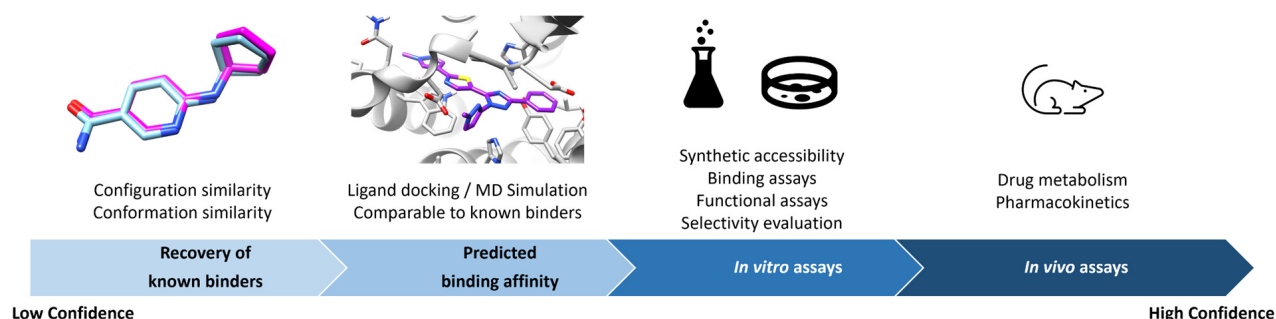 Configuration similarity
Conformation similarity
Ligand docking / MD Simulation
Comparable to known binders
Synthetic accessibility
Binding assays
Functional assays
Selectivity evaluation
Drug metabolism
Pharmacokinetics
Recovery of
known binders
Predicted
binding affinity
In vitro assays
In vivo assays
Low Confidence
High Confidence